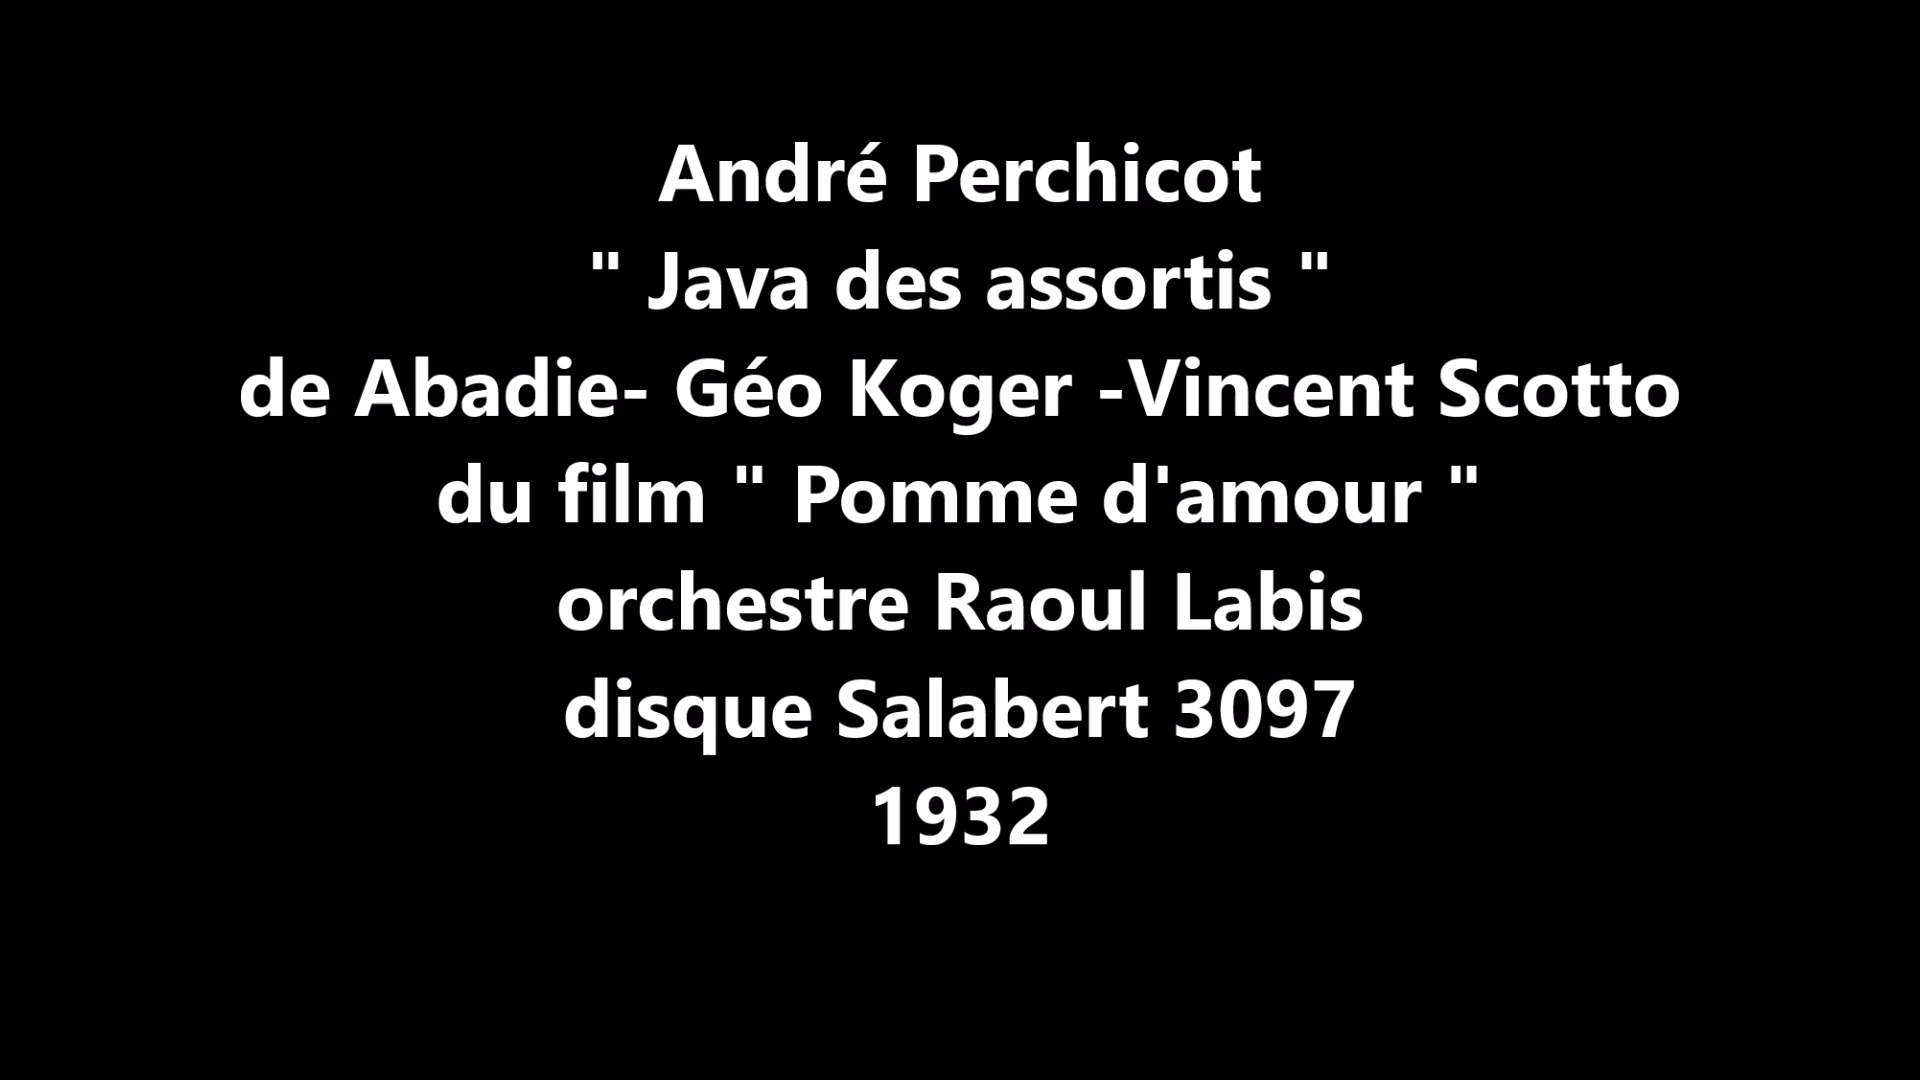 André Perchicot
" Java des assortis "
de Abadie- Géo Koger -Vincent Scotto
du film " Pomme d'amour "
orchestre Raoul Labis
disque Salabert 3097
1932